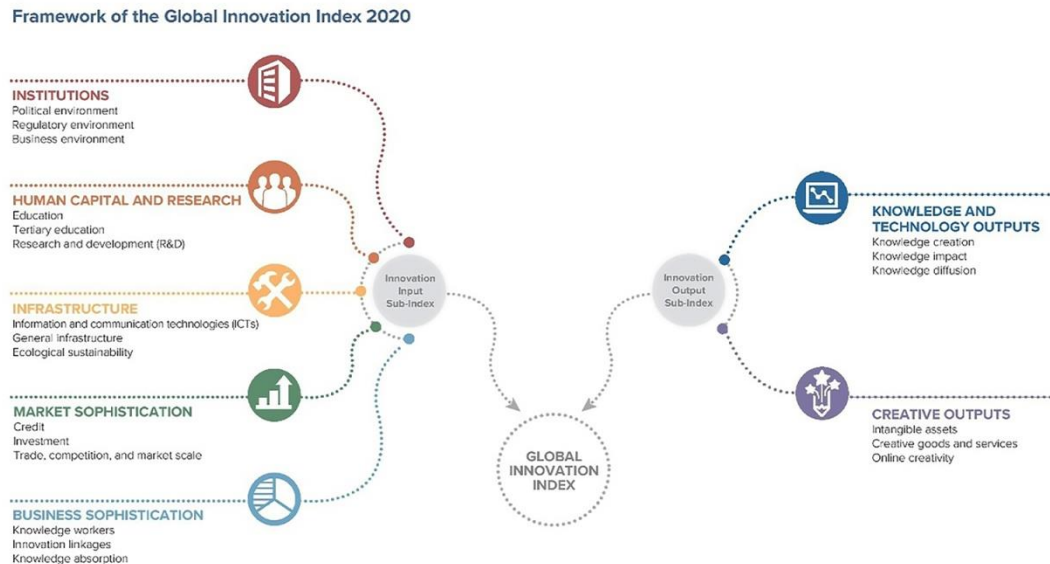 Framework of the Global Innovation Index 2020
INSTITUTIONS
Political environment
Regulatory environment
Business environment
HUMAN CAPITAL AND RESEARCH
Education
Tertiary education
Research and development (R&D)
INFRASTRUCTURE
Information and communication technologies (ICTs)
General infrastructure
Ecological sustainability
MARKET SOPHISTICATION
Credit
Investment
Trade, competition, and market scale
BUSINESS SOPHISTICATION
Knowledge workers
Innovation linkages
Knowledge absorption
Innovation
Input
Sub-Index
GLOBAL
INNOVATION
INDEX
Innovation
Output
Sub-Index
KNOWLEDGE AND
TECHNOLOGY OUTPUTS
Knowledge creation
Knowledge impact
Knowledge diffusion
CREATIVE OUTPUTS
Intangible assets
Creative goods and services
Online creativity